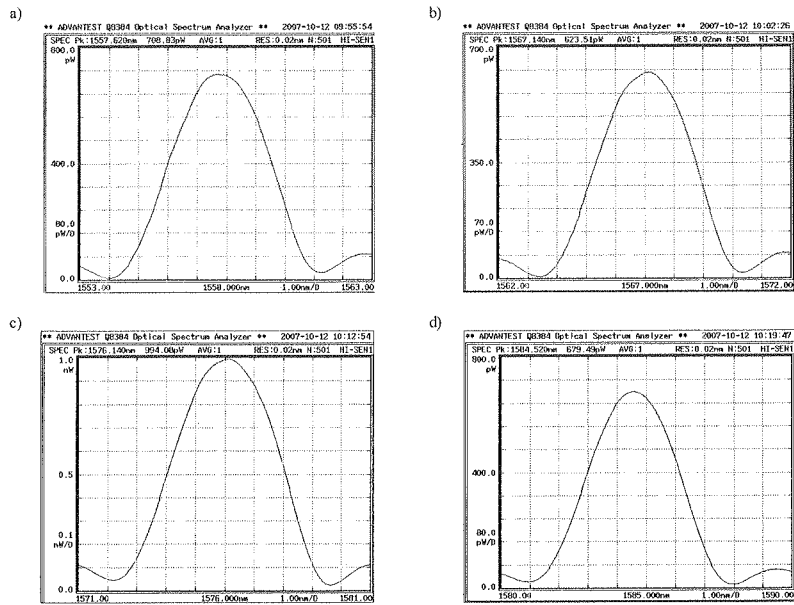 a)
** ADVANTEST Q8384 Optical Spectrum Analyzer ** 2007-10-12 09:55:54
SPEC Pk:1557.620nm 708.83pW AVG:1 RES:0.02nm N:501 HI-SEN1
800.0
pW
400.0
80.0
pW/D
0.0
1553.00 1558.000nm 1.00nm/D 1563.00
b)
** ADVANTEST Q8384 Optical Spectrum Analyzer ** 2007-10-12 10:02:26
SPEC Pk:1567.140nm 623.51pW AVG:1 RES:0.02nm N:501 HI-SEN1
700.0
pW
350.0
70.0
pW/D
0.0
1562.00 1567.000nm 1.00nm/D 1572.00
c)
** ADVANTEST Q8384 Optical Spectrum Analyzer ** 2007-10-12 10:12:54
SPEC Pk:1576.140nm 994.00pW AVG:1 RES:0.02nm N:501 HI-SEN1
1.0
nW
0.5
0.1
nW/D
0.0
1571.00 1576.000nm 1.00nm/D 1581.00
d)
** ADVANTEST Q8384 Optical Spectrum Analyzer ** 2007-10-12 10:19:47
SPEC Pk:1584.520nm 679.49pW AVG:1 RES:0.02nm N:501 HI-SEN1
800.0
pW
400.0
80.0
pW/D
0.0
1580.00 1585.000nm 1.00nm/D 1590.00